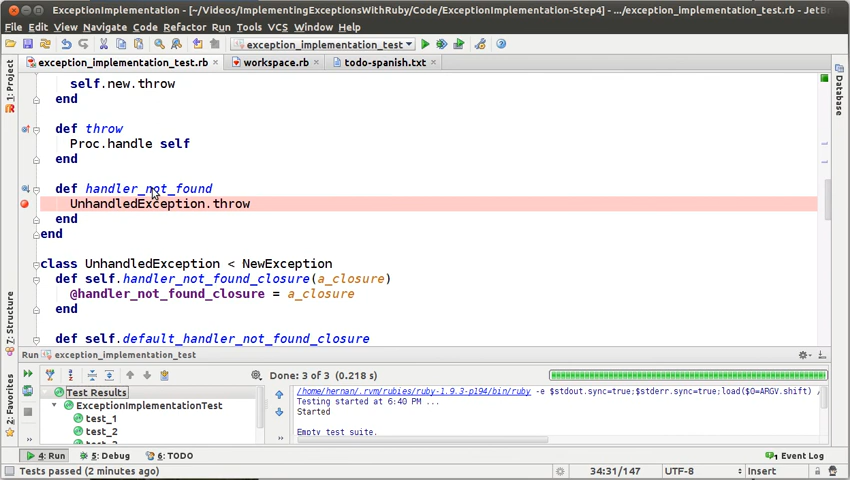 ExceptionImplementation - [~/Videos/ImplementingExceptionsWithRuby/Code/ExceptionImplementation-Step4] - .../exception_implementation_test.rb - JetBr
File Edit View Navigate Code Refactor Run Tools VCS Window Help
exception_implementation_test
exception_implementation_test.rb workspace.rb todo-spanish.txt
1: Project
Database
self.new.throw
end
def throw
Proc.handle self
end
def handler_not_found
UnhandledException.throw
end
end
class UnhandledException < NewException
def self.handler_not_found_closure(a_closure)
@handler_not_found_closure = a_closure
end
def self.default_handler_not_found_closure
7: Structure
2: Favorites
Run exception_implementation_test
Done: 3 of 3 (0.218 s)
Test Results
ExceptionImplementationTest
test_1
test_2
/home/hernan/.rvm/rubies/ruby-1.9.3-p194/bin/ruby -e $stdout.sync=true;$stderr.sync=true;load($0=ARGV.shift) /
Testing started at 6:40 PM ...
Started
Empty test suite.
4: Run 5: Debug 6: TODO Event Log
Tests passed (2 minutes ago) 34:31/147 UTF-8 Insert